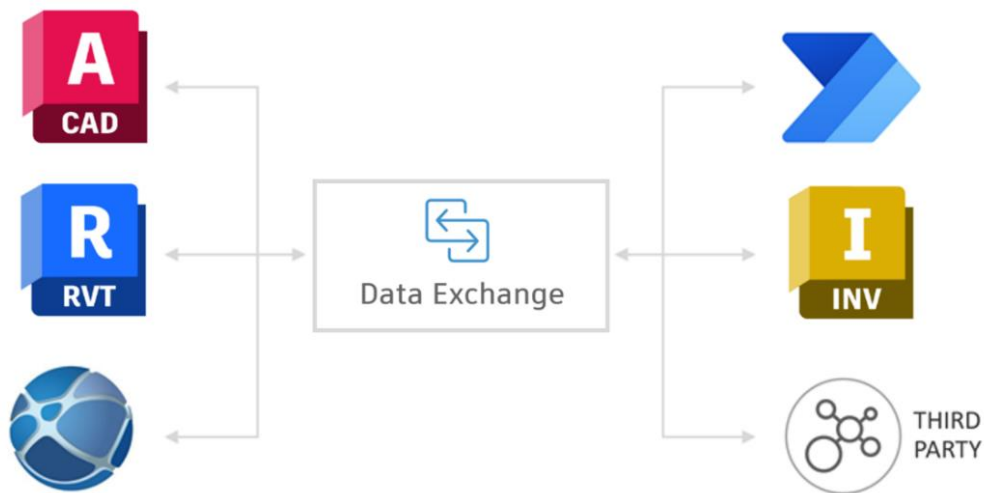 A
CAD
R
RVT
Data Exchange
I
INV
THIRD
PARTY